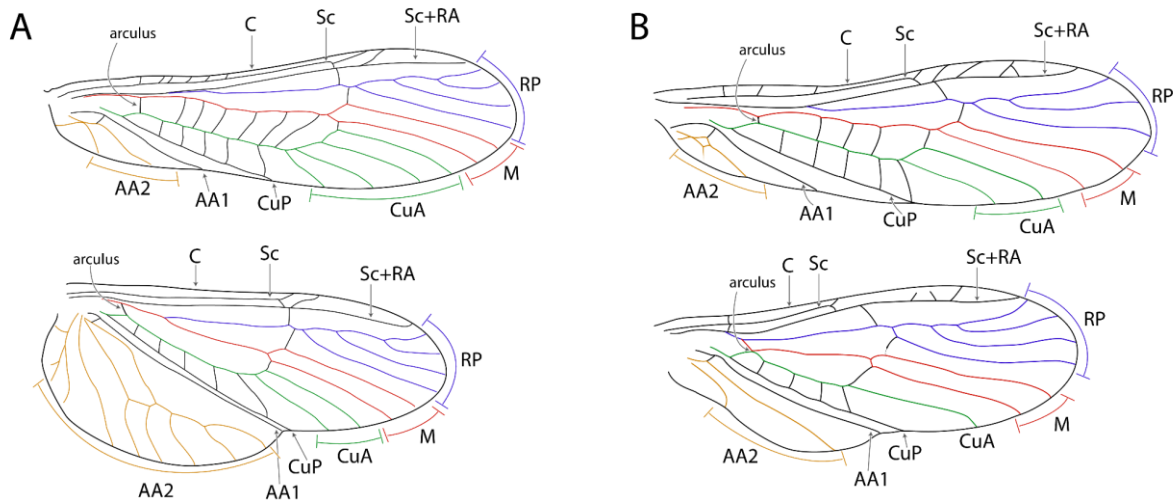 A
arculus
C
Sc
Sc+RA
RP
M
CuA
CuP
AA1
AA2
arculus
C
Sc
Sc+RA
RP
M
CuA
CuP
AA1
AA2
B
arculus
C
Sc
Sc+RA
RP
M
CuA
CuP
AA1
AA2
arculus
C
Sc
Sc+RA
RP
M
CuA
CuP
AA1
AA2